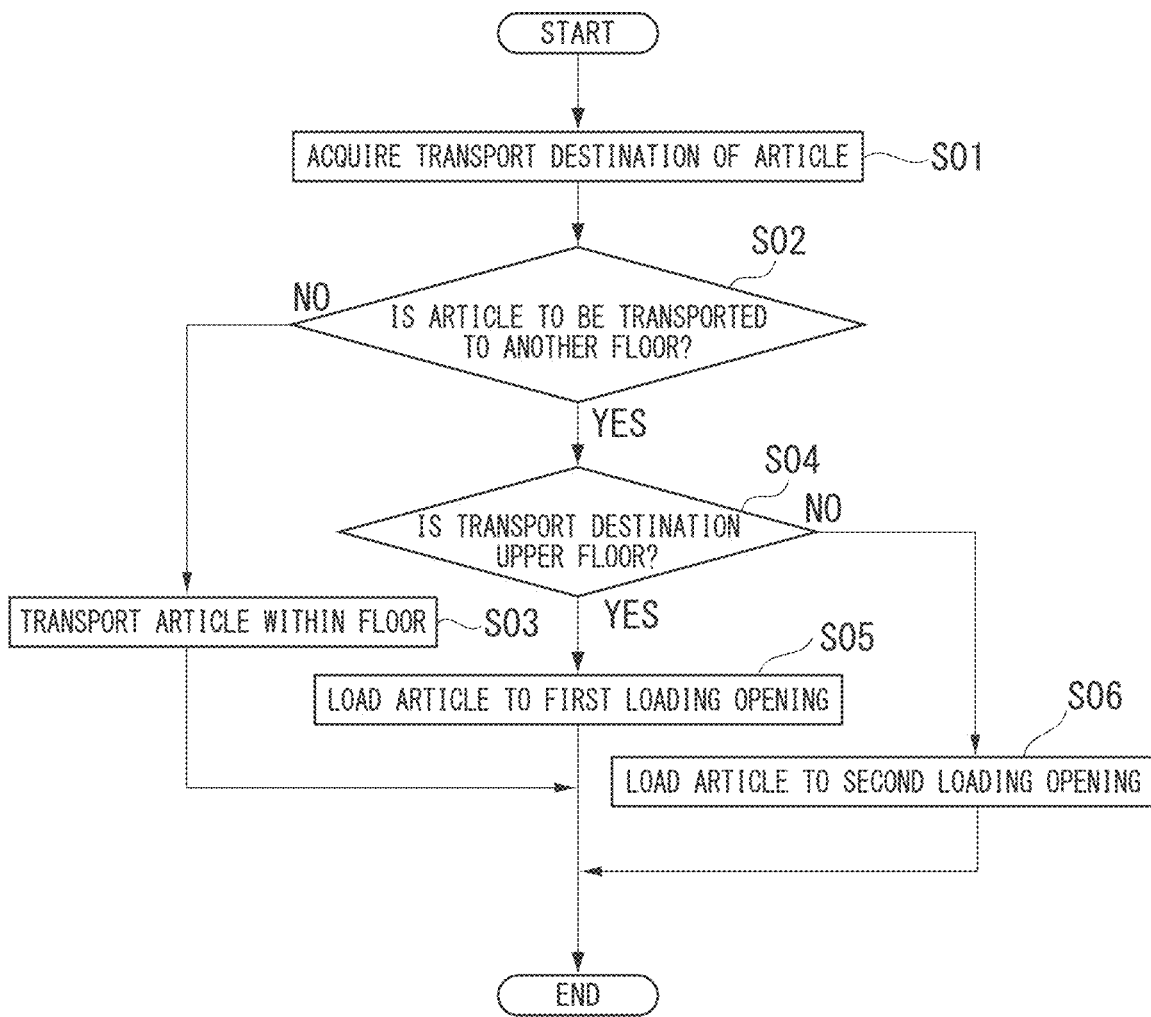 START
ACQUIRE TRANSPORT DESTINATION OF ARTICLE
S01
S02
NO
IS ARTICLE TO BE TRANSPORTED
TO ANOTHER FLOOR?
YES
S04
NO
IS TRANSPORT DESTINATION
UPPER FLOOR?
YES
TRANSPORT ARTICLE WITHIN FLOOR
S03
S05
LOAD ARTICLE TO FIRST LOADING OPENING
S06
LOAD ARTICLE TO SECOND LOADING OPENING
END